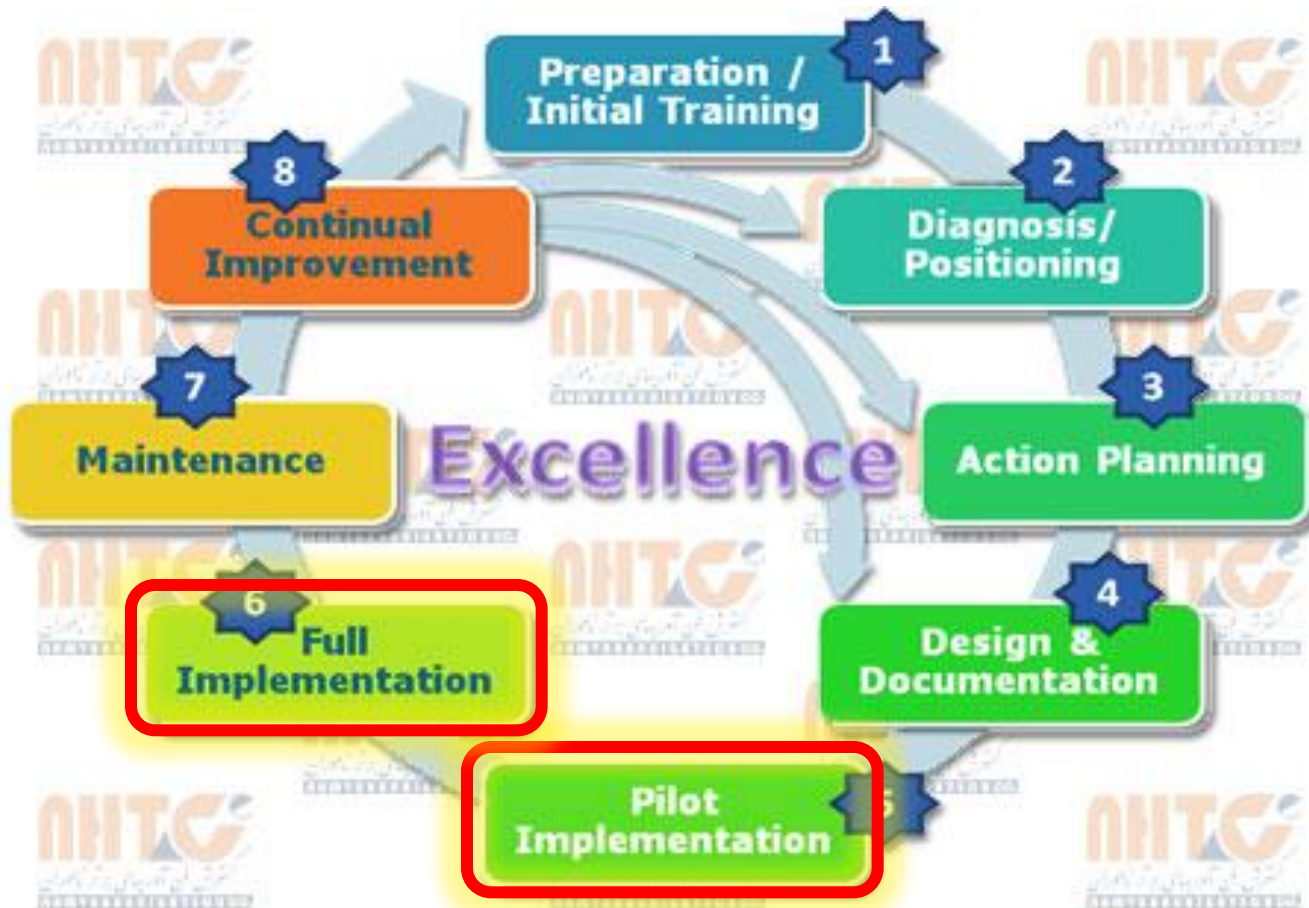 1
Preparation /
Initial Training
2
Diagnosis/
Positioning
3
Action Planning
4
Design &
Documentation
5
Pilot
Implementation
6
Full
Implementation
7
Maintenance
8
Continual
Improvement
Excellence